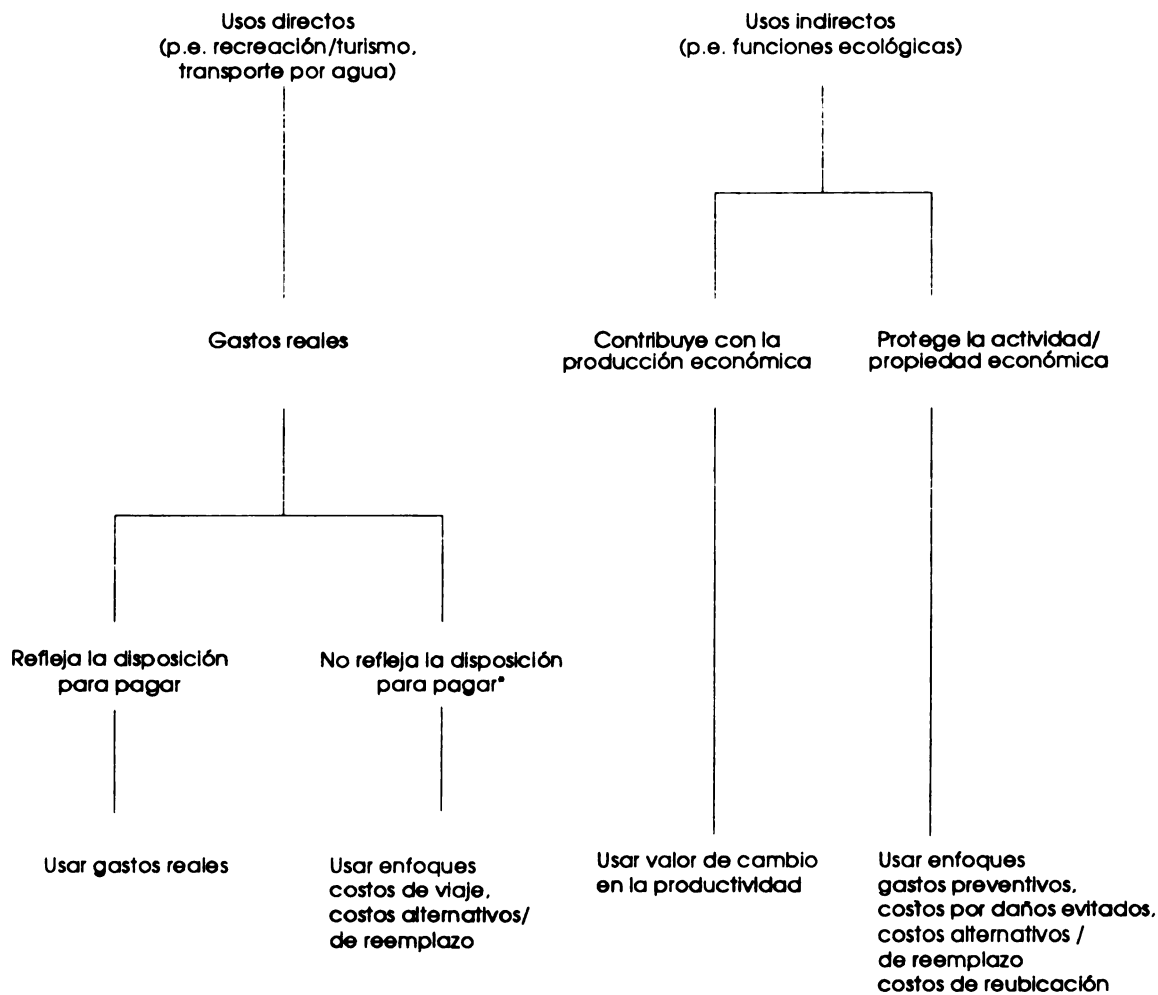 Usos directos
(p.e. recreación/turismo,
transporte por agua)
Usos indirectos
(p.e. funciones ecológicas)
Gastos reales
Contribuye con la
producción económica
Protege la actividad/
propiedad económica
Refleja la disposición
para pagar
No refleja la disposición
para pagar*
Usar gastos reales
Usar enfoques
costos de viaje,
costos alternativos/
de reemplazo
Usar valor de cambio
en la productividad
Usar enfoques
gastos preventivos,
costos por daños evitados,
costos alternativos /
de reemplazo
costos de reubicación